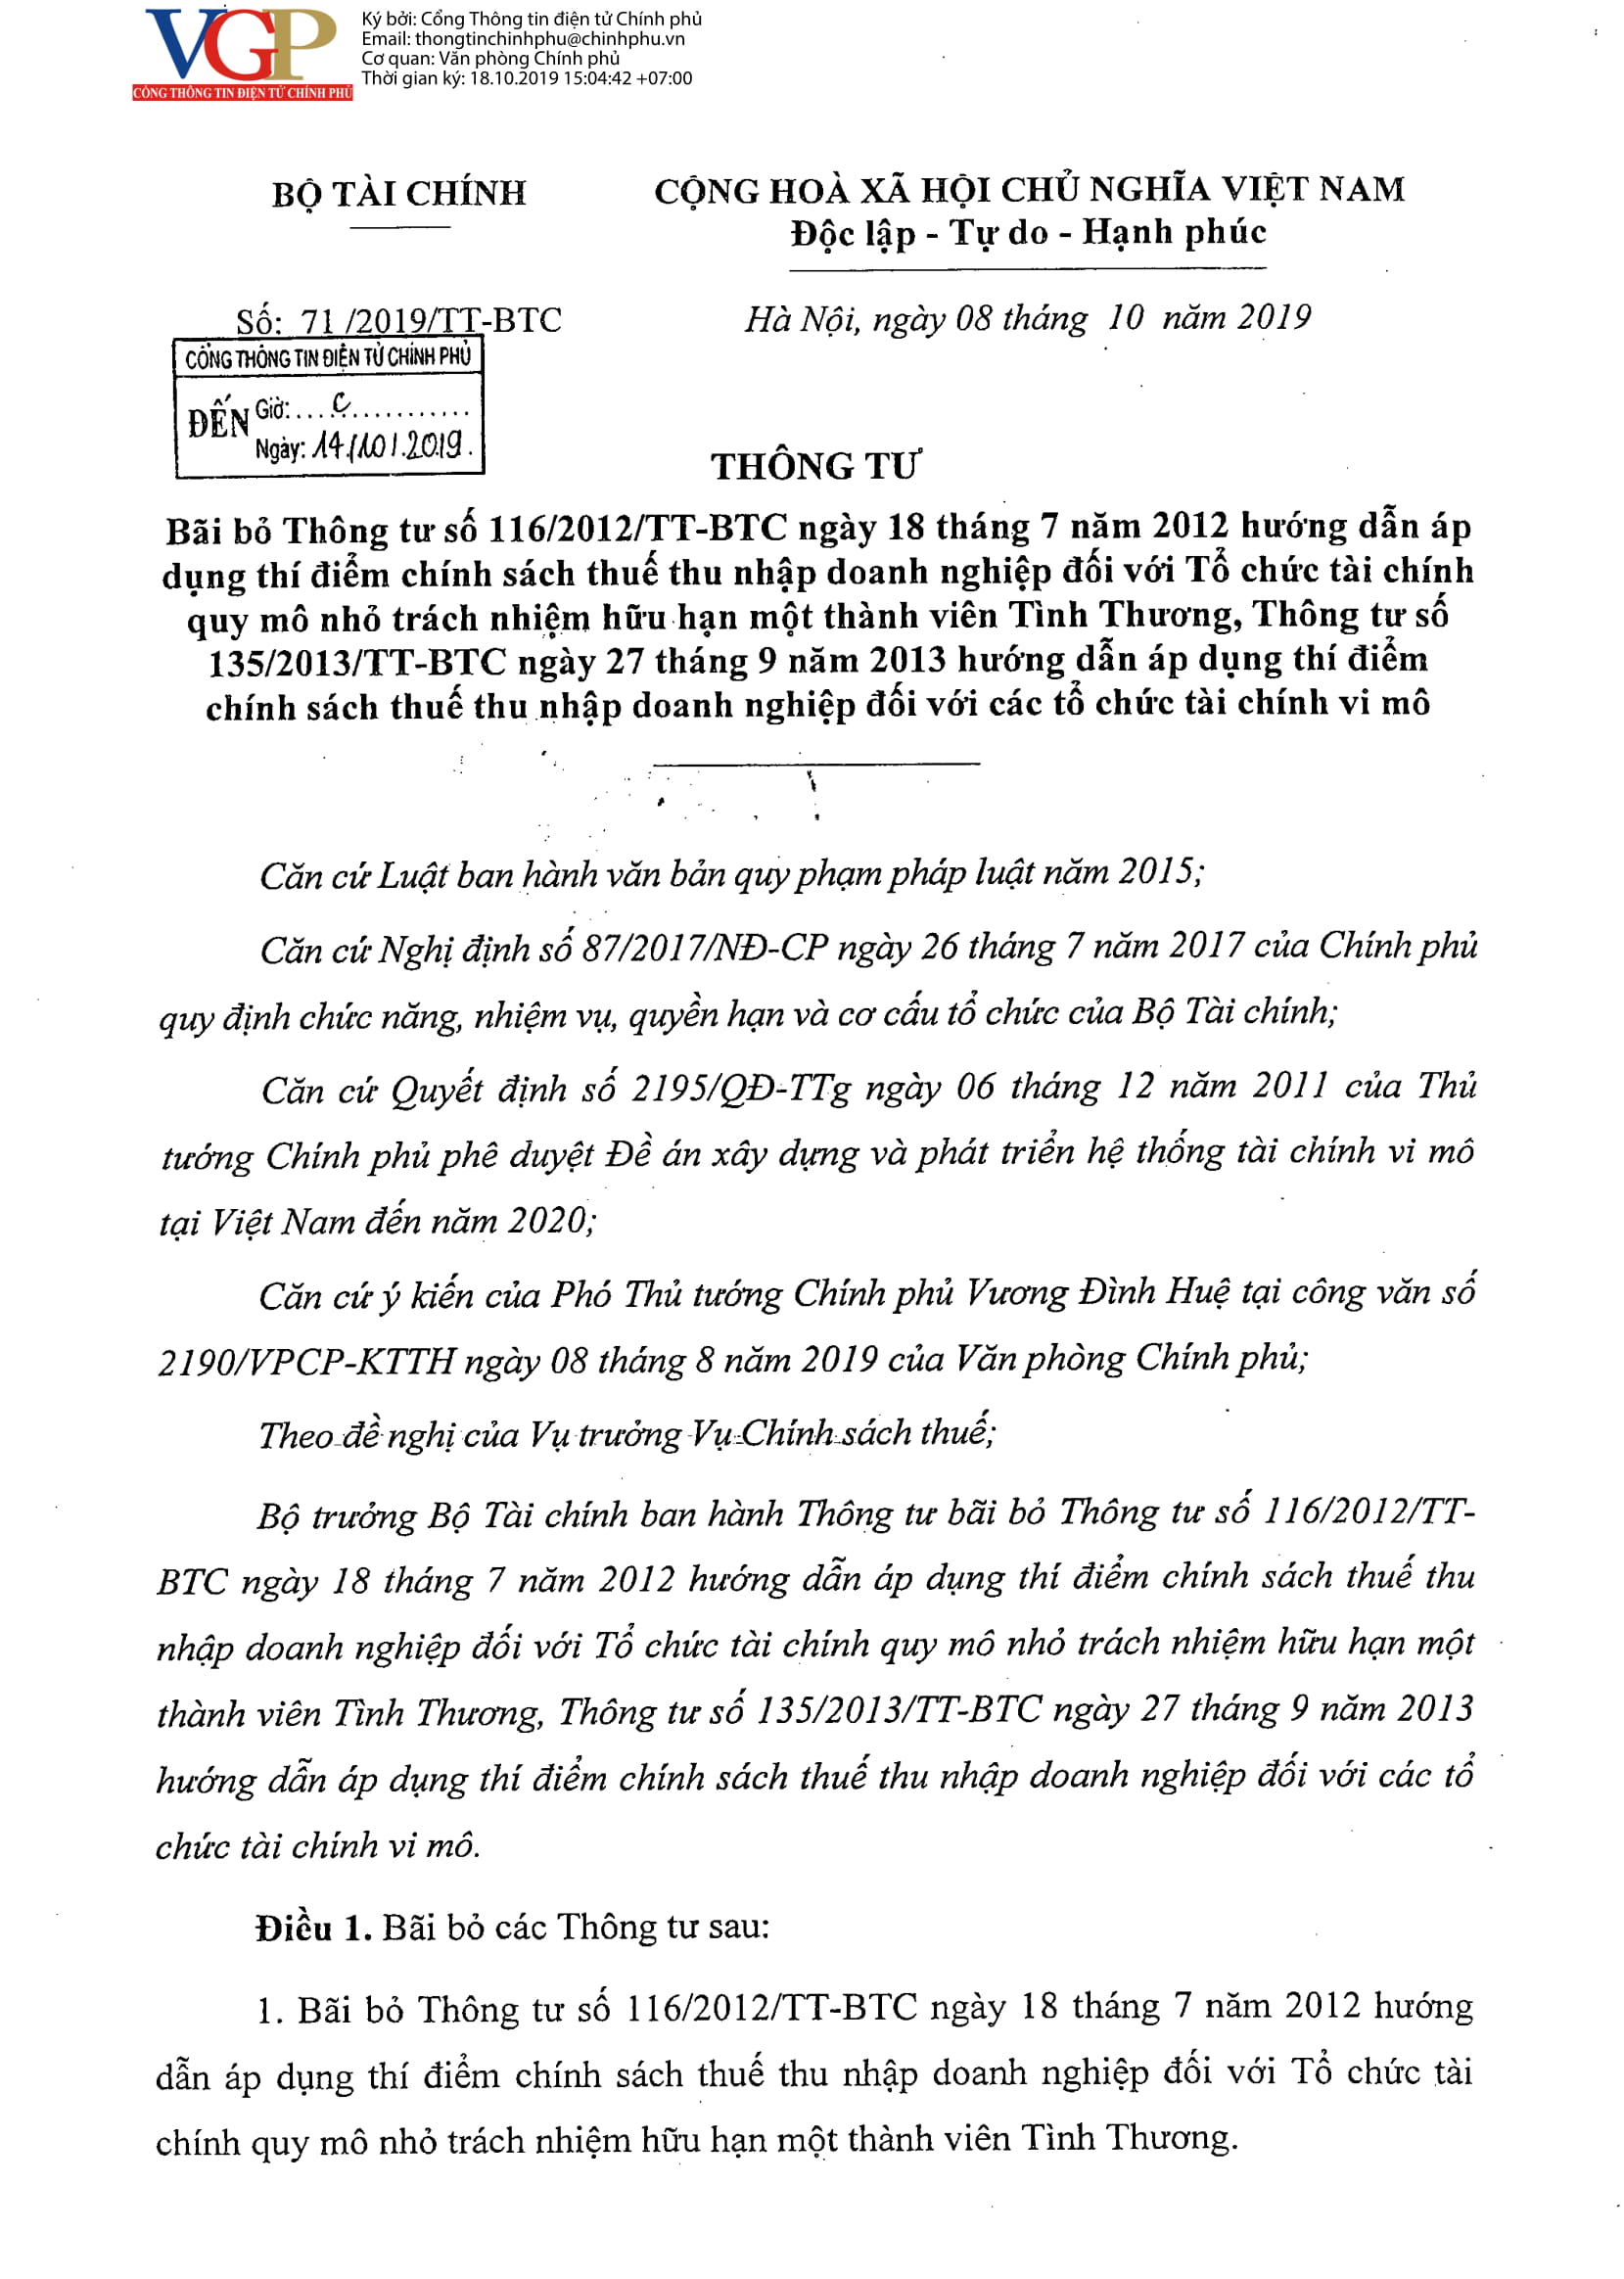 VGP
CỔNG THÔNG TIN ĐIỆN TỬ CHÍNH PHỦ
Ký bởi: Cổng Thông tin điện tử Chính phủ
Email: thongtinchinhphu@chinhphu.vn
Cơ quan: Văn phòng Chính phủ
Thời gian ký: 18.10.2019 15:04:42 +07:00
BỘ TÀI CHÍNH
CỘNG HOÀ XÃ HỘI CHỦ NGHĨA VIỆT NAM
Độc lập - Tự do - Hạnh phúc
Số: 71 /2019/TT-BTC
Hà Nội, ngày 08 tháng 10 năm 2019
CỔNG THÔNG TIN ĐIỆN TỬ CHÍNH PHỦ
ĐẾN
Giờ:....C............
Ngày: 17/10/2019.
THÔNG TƯ
Bãi bỏ Thông tư số 116/2012/TT-BTC ngày 18 tháng 7 năm 2012 hướng dẫn áp
dụng thí điểm chính sách thuế thu nhập doanh nghiệp đối với Tổ chức tài chính
quy mô nhỏ trách nhiệm hữu hạn một thành viên Tình Thương, Thông tư số
135/2013/TT-BTC ngày 27 tháng 9 năm 2013 hướng dẫn áp dụng thí điểm
chính sách thuế thu nhập doanh nghiệp đối với các tổ chức tài chính vi mô
Căn cứ Luật ban hành văn bản quy phạm pháp luật năm 2015;
Căn cứ Nghị định số 87/2017/NĐ-CP ngày 26 tháng 7 năm 2017 của Chính phủ
quy định chức năng, nhiệm vụ, quyền hạn và cơ cấu tổ chức của Bộ Tài chính;
Căn cứ Quyết định số 2195/QĐ-TTg ngày 06 tháng 12 năm 2011 của Thủ
tướng Chính phủ phê duyệt Đề án xây dựng và phát triển hệ thống tài chính vi mô
tại Việt Nam đến năm 2020;
Căn cứ ý kiến của Phó Thủ tướng Chính phủ Vương Đình Huệ tại công văn số
2190/VPCP-KTTH ngày 08 tháng 8 năm 2019 của Văn phòng Chính phủ;
Theo đề nghị của Vụ trưởng Vụ Chính sách thuế;
Bộ trưởng Bộ Tài chính ban hành Thông tư bãi bỏ Thông tư số 116/2012/TT-
BTC ngày 18 tháng 7 năm 2012 hướng dẫn áp dụng thí điểm chính sách thuế thu
nhập doanh nghiệp đối với Tổ chức tài chính quy mô nhỏ trách nhiệm hữu hạn một
thành viên Tình Thương, Thông tư số 135/2013/TT-BTC ngày 27 tháng 9 năm 2013
hướng dẫn áp dụng thí điểm chính sách thuế thu nhập doanh nghiệp đối với các tổ
chức tài chính vi mô.
Điều 1. Bãi bỏ các Thông tư sau:
1. Bãi bỏ Thông tư số 116/2012/TT-BTC ngày 18 tháng 7 năm 2012 hướng
dẫn áp dụng thí điểm chính sách thuế thu nhập doanh nghiệp đối với Tổ chức tài
chính quy mô nhỏ trách nhiệm hữu hạn một thành viên Tình Thương.